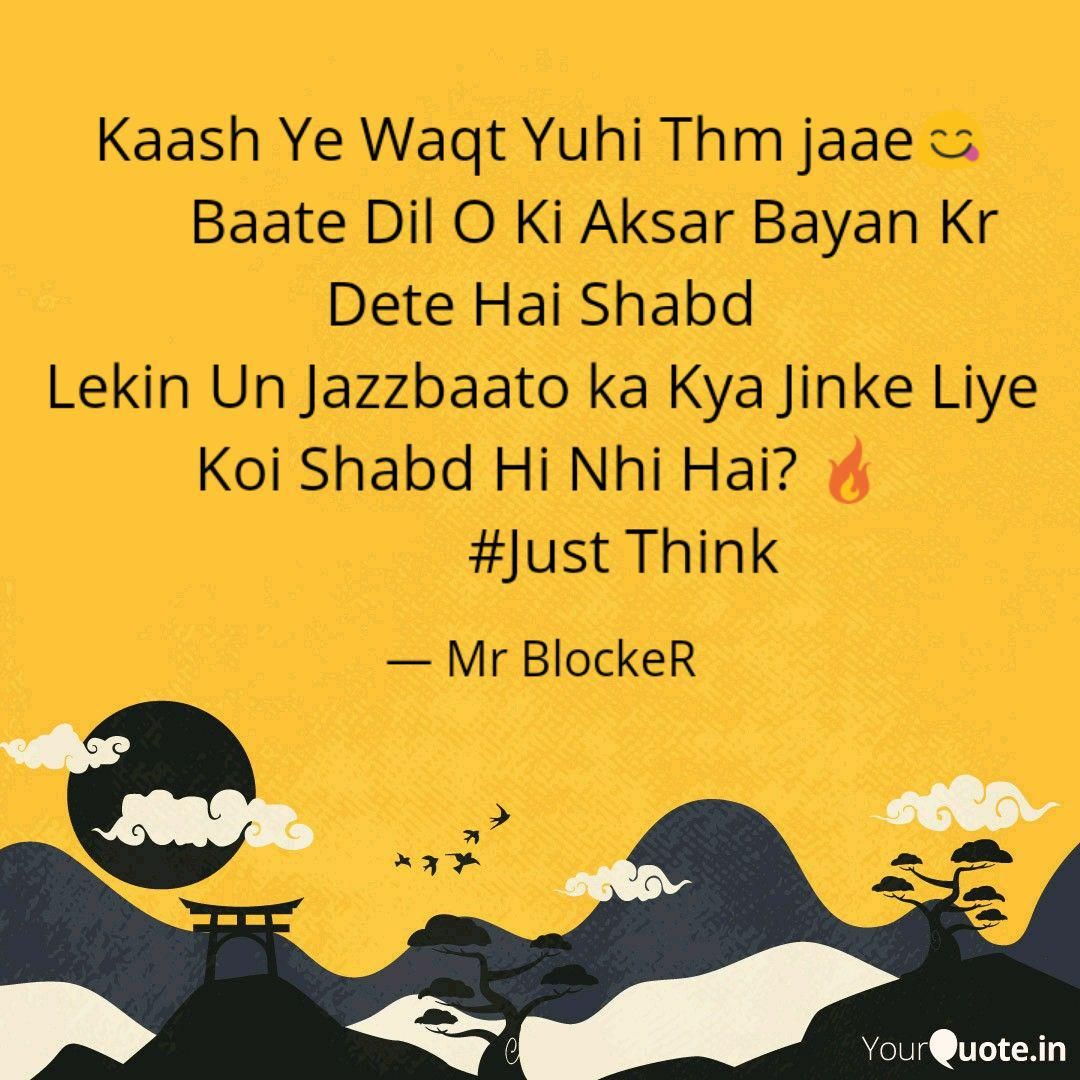 Kaash Ye Waqt Yuhi Thm jaae😋
Baate Dil O Ki Aksar Bayan Kr
Dete Hai Shabd
Lekin Un Jazzbaato ka Kya Jinke Liye
Koi Shabd Hi Nhi Hai? 🔥
#Just Think
— Mr BlockeR
YourQuote.in